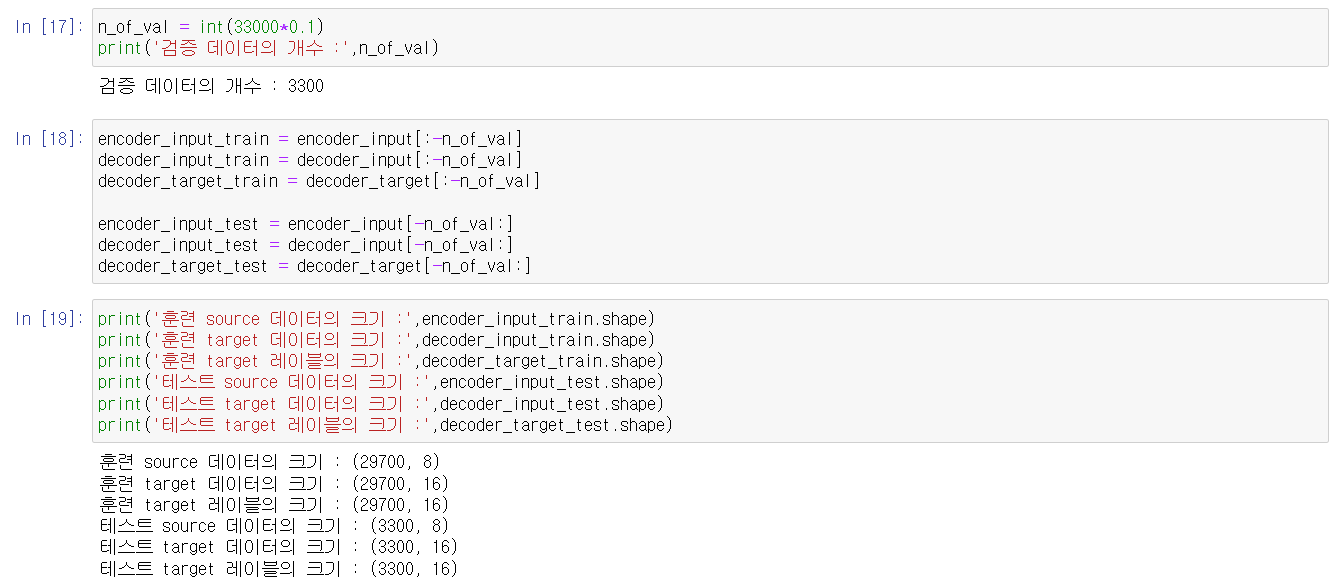 In [17]: n_of_val = int(33000*0.1)
print('검증 데이터의 개수 :',n_of_val)
검증 데이터의 개수 : 3300
In [18]: encoder_input_train = encoder_input[:-n_of_val]
decoder_input_train = decoder_input[:-n_of_val]
decoder_target_train = decoder_target[:-n_of_val]
encoder_input_test = encoder_input[-n_of_val:]
decoder_input_test = decoder_input[-n_of_val:]
decoder_target_test = decoder_target[-n_of_val:]
In [19]: print('훈련 source 데이터의 크기 :',encoder_input_train.shape)
print('훈련 target 데이터의 크기 :',decoder_input_train.shape)
print('훈련 target 레이블의 크기 :',decoder_target_train.shape)
print('테스트 source 데이터의 크기 :',encoder_input_test.shape)
print('테스트 target 데이터의 크기 :',decoder_input_test.shape)
print('테스트 target 레이블의 크기 :',decoder_target_test.shape)
훈련 source 데이터의 크기 : (29700, 8)
훈련 target 데이터의 크기 : (29700, 16)
훈련 target 레이블의 크기 : (29700, 16)
테스트 source 데이터의 크기 : (3300, 8)
테스트 target 데이터의 크기 : (3300, 16)
테스트 target 레이블의 크기 : (3300, 16)